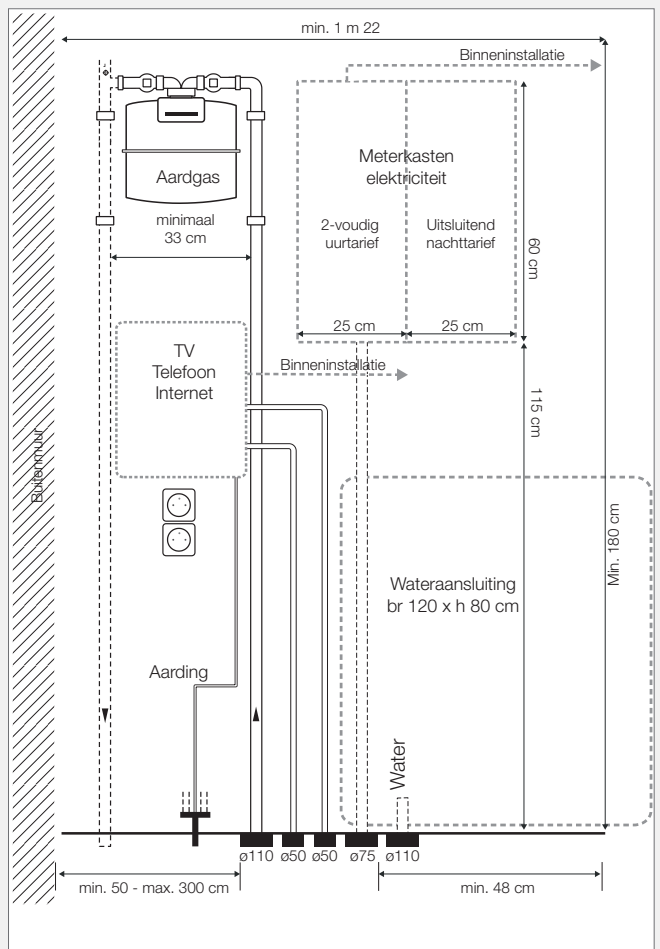 min. 1 m 22
Binneninstallatie
Aardgas
minimaal
33 cm
Meterkasten
elektriciteit
2-voudig
uurtarief
Uitsluitend
nachttarief
60 cm
25 cm
25 cm
TV
Telefoon
Internet
Binneninstallatie
115 cm
Buitenmuur
Min. 180 cm
Wateraansluiting
br 120 x h 80 cm
Aarding
Water
ø110
ø50
ø50
ø75
ø110
min. 50 - max. 300 cm
min. 48 cm